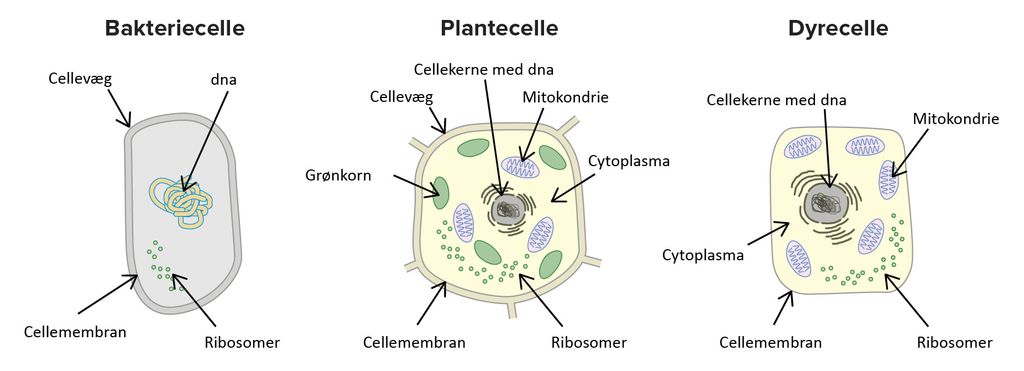 Bakteriecelle
Cellevæg
dna
Cellemembran
Ribosomer
Plantecelle
Cellekerne med dna
Cellevæg
Mitokondrie
Cytoplasma
Grønkorn
Cellemembran
Ribosomer
Dyrecelle
Cellekerne med dna
Mitokondrie
Cytoplasma
Cellemembran
Ribosomer